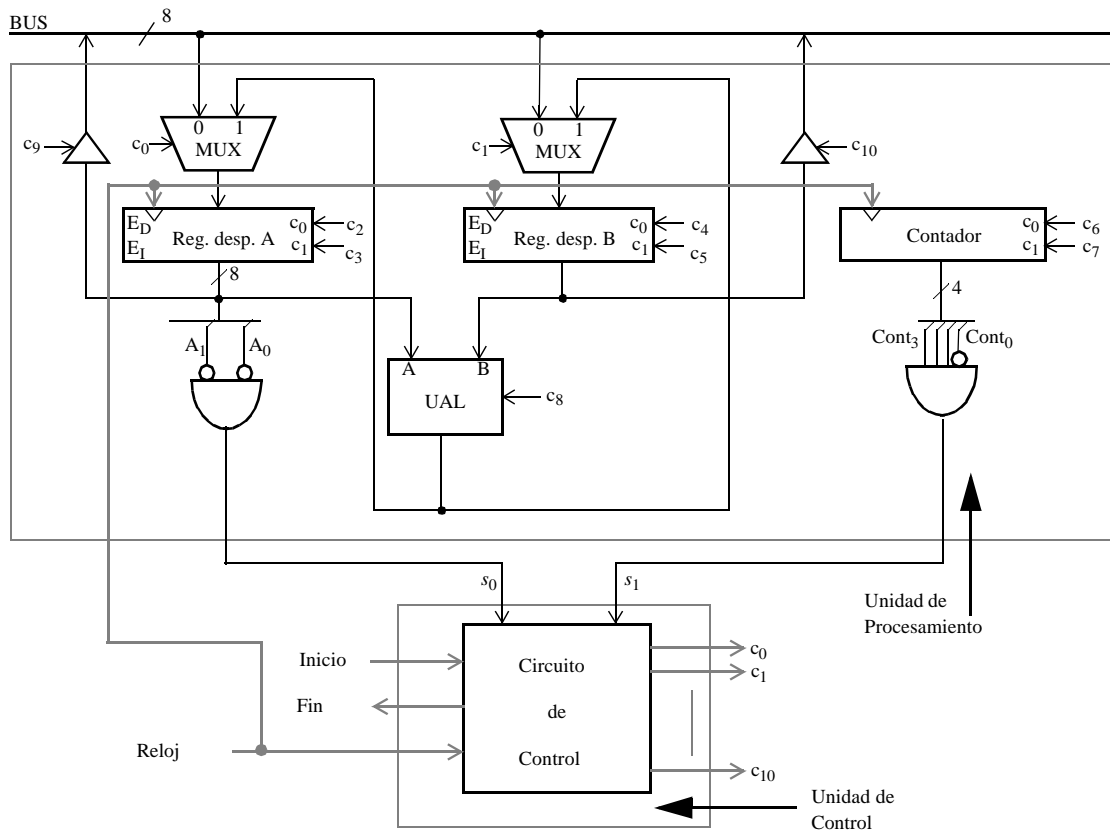 BUS
8
0 1
MUX
c0
0 1
MUX
c1
c9
c10
ED
EI
Reg. desp. A
c0
c1
c2
c3
ED
EI
Reg. desp. B
c0
c1
c4
c5
Contador
c0
c1
c6
c7
8
4
A1
A0
Cont3
Cont0
A
B
UAL
c8
s0
s1
Unidad de
Procesamiento
Inicio
Fin
Reloj
Circuito
de
Control
c0
c1
c10
Unidad de
Control